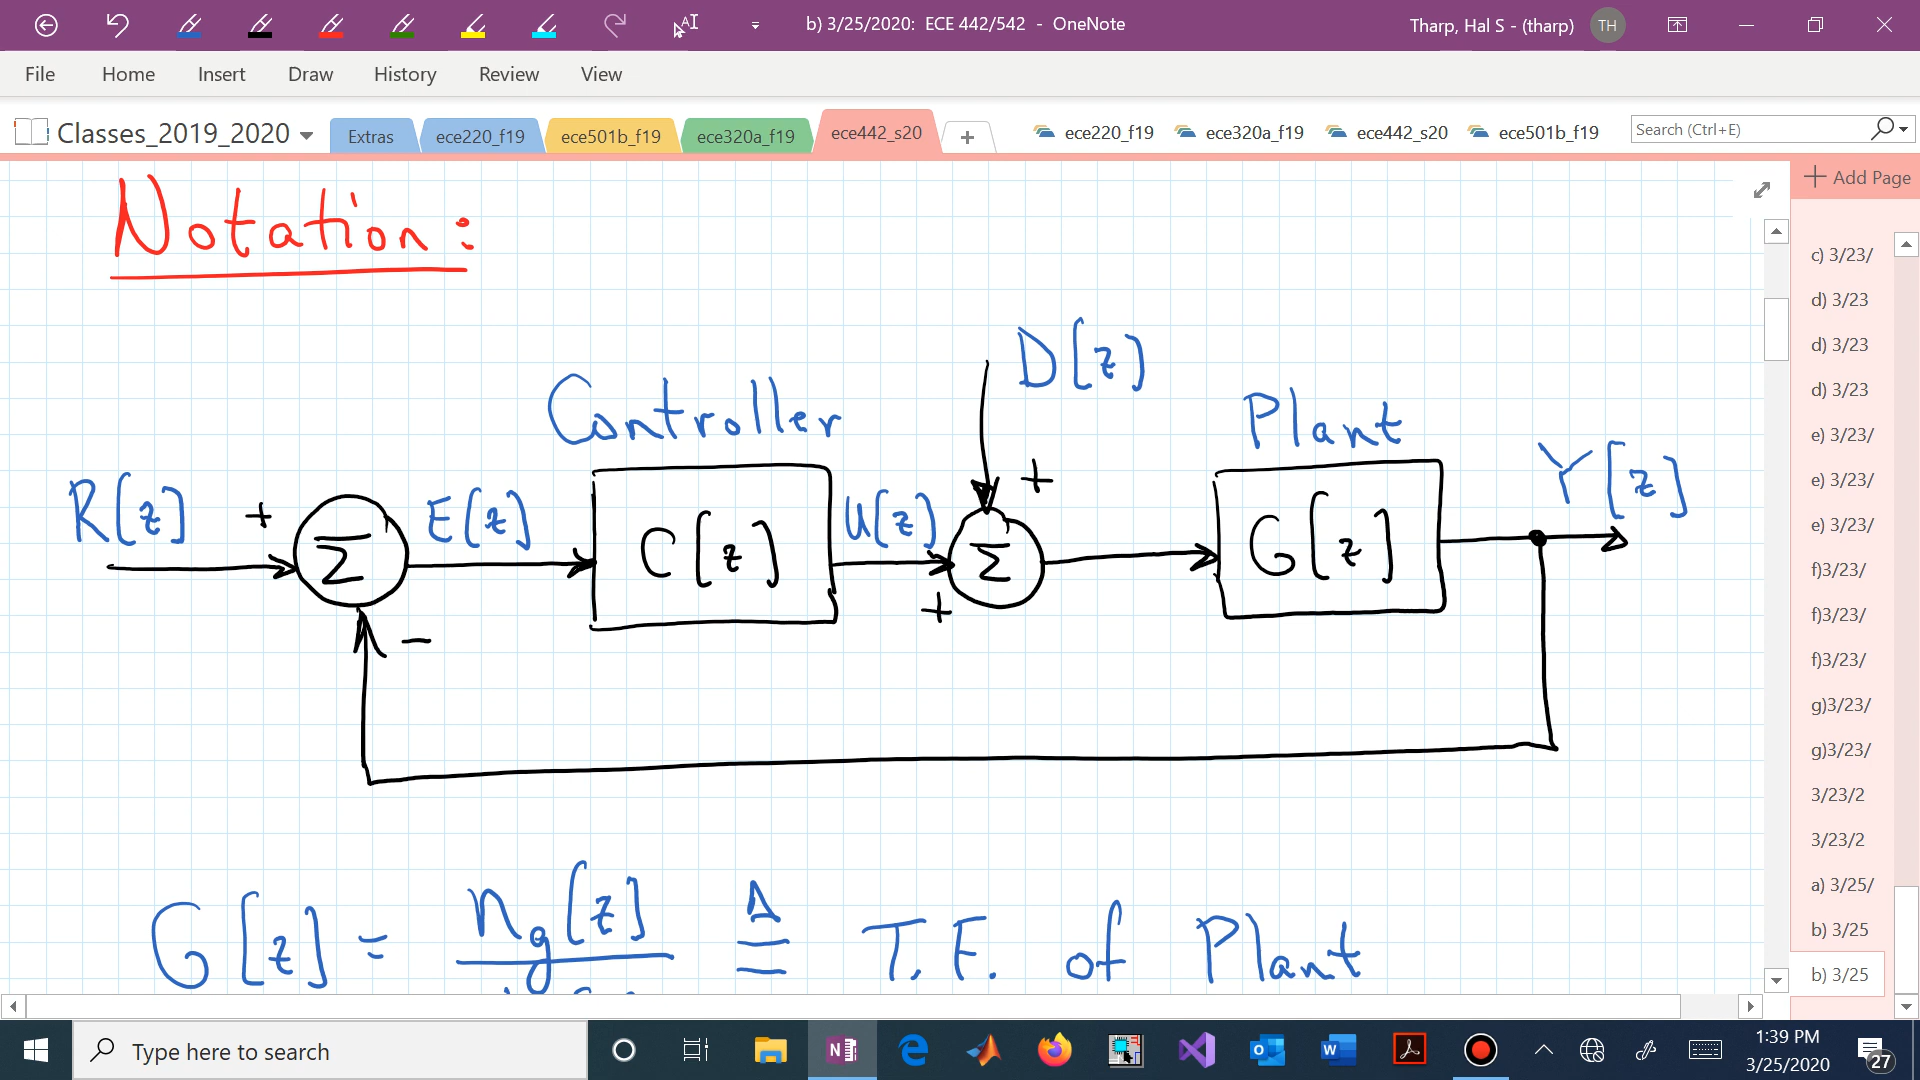 b) 3/25/2020: ECE 442/542 - OneNote
Tharp, Hal S - (tharp)
TH
File Home Insert Draw History Review View
Classes_2019_2020
Extras ece220_f19 ece501b_f19 ece320a_f19 ece442_s20 +
ece220_f19 ece320a_f19 ece442_s20 ece501b_f19
Search (Ctrl+E)
Add Page
Notation:
D[z]
Controller
Plant
R[z] + Σ E[z] C[z] U[z] Σ + G[z] Y[z]
+
−
G[z] = n_g[z] ≜ T.F. of Plant
c) 3/23/
d) 3/23
d) 3/23
d) 3/23
e) 3/23/
e) 3/23/
e) 3/23/
f)3/23/
f)3/23/
f)3/23/
g)3/23/
g)3/23/
3/23/2
3/23/2
a) 3/25/
b) 3/25
b) 3/25
Type here to search
1:39 PM
3/25/2020
27